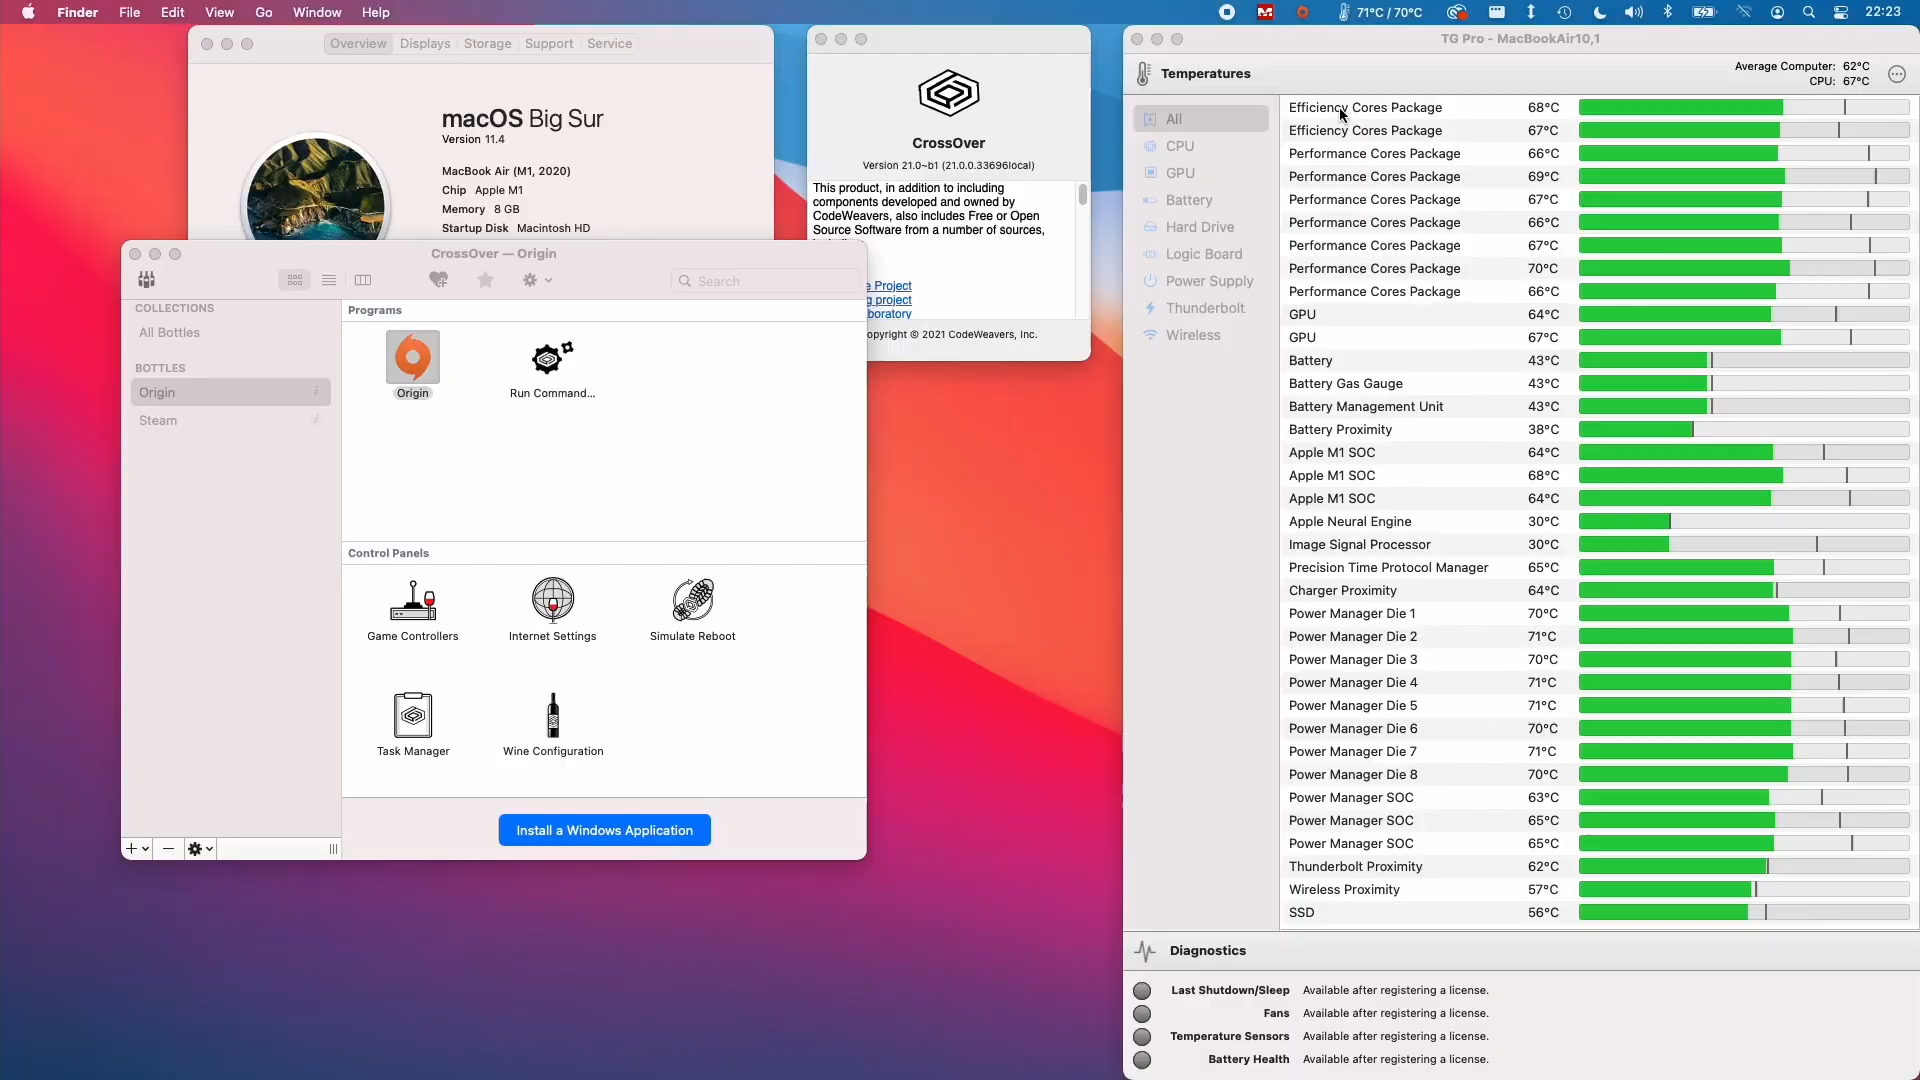 Finder File Edit View Go Window Help
71°C / 70°C
22:23
Overview Displays Storage Support Service
macOS Big Sur
Version 11.4
MacBook Air (M1, 2020)
Chip Apple M1
Memory 8 GB
Startup Disk Macintosh HD
CrossOver
Version 21.0~b1 (21.0.0.33696local)
This product, in addition to including
components developed and owned by
CodeWeavers, also includes Free or Open
Source Software from a number of sources,
e Project
g project
boratory
opyright © 2021 CodeWeavers, Inc.
CrossOver — Origin
Search
COLLECTIONS
All Bottles
BOTTLES
Origin
Steam
Programs
Origin
Run Command...
Control Panels
Game Controllers
Internet Settings
Simulate Reboot
Task Manager
Wine Configuration
Install a Windows Application
TG Pro - MacBookAir10,1
Temperatures
Average Computer: 62°C
CPU: 67°C
All
CPU
GPU
Battery
Hard Drive
Logic Board
Power Supply
Thunderbolt
Wireless
Efficiency Cores Package 68°C
Efficiency Cores Package 67°C
Performance Cores Package 66°C
Performance Cores Package 69°C
Performance Cores Package 67°C
Performance Cores Package 66°C
Performance Cores Package 67°C
Performance Cores Package 70°C
Performance Cores Package 66°C
GPU 64°C
GPU 67°C
Battery 43°C
Battery Gas Gauge 43°C
Battery Management Unit 43°C
Battery Proximity 38°C
Apple M1 SOC 64°C
Apple M1 SOC 68°C
Apple M1 SOC 64°C
Apple Neural Engine 30°C
Image Signal Processor 30°C
Precision Time Protocol Manager 65°C
Charger Proximity 64°C
Power Manager Die 1 70°C
Power Manager Die 2 71°C
Power Manager Die 3 70°C
Power Manager Die 4 71°C
Power Manager Die 5 71°C
Power Manager Die 6 70°C
Power Manager Die 7 71°C
Power Manager Die 8 70°C
Power Manager SOC 63°C
Power Manager SOC 65°C
Power Manager SOC 65°C
Thunderbolt Proximity 62°C
Wireless Proximity 57°C
SSD 56°C
Diagnostics
Last Shutdown/Sleep Available after registering a license.
Fans Available after registering a license.
Temperature Sensors Available after registering a license.
Battery Health Available after registering a license.